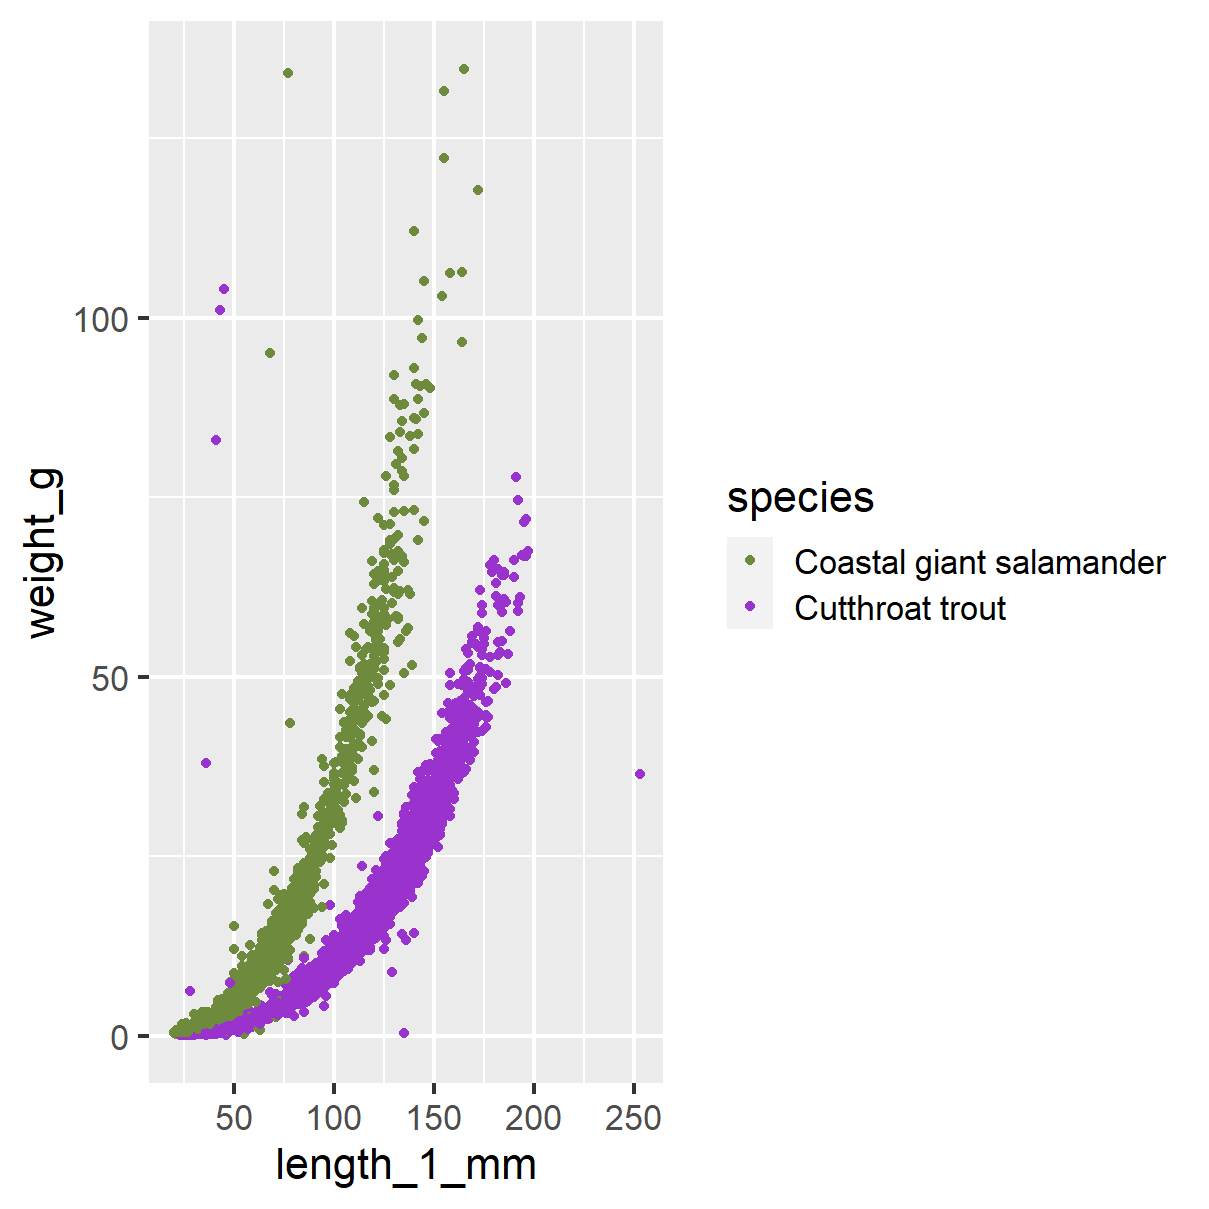 weight_g
100
50
0
50 100 150 200 250
length_1_mm
species
Coastal giant salamander
Cutthroat trout